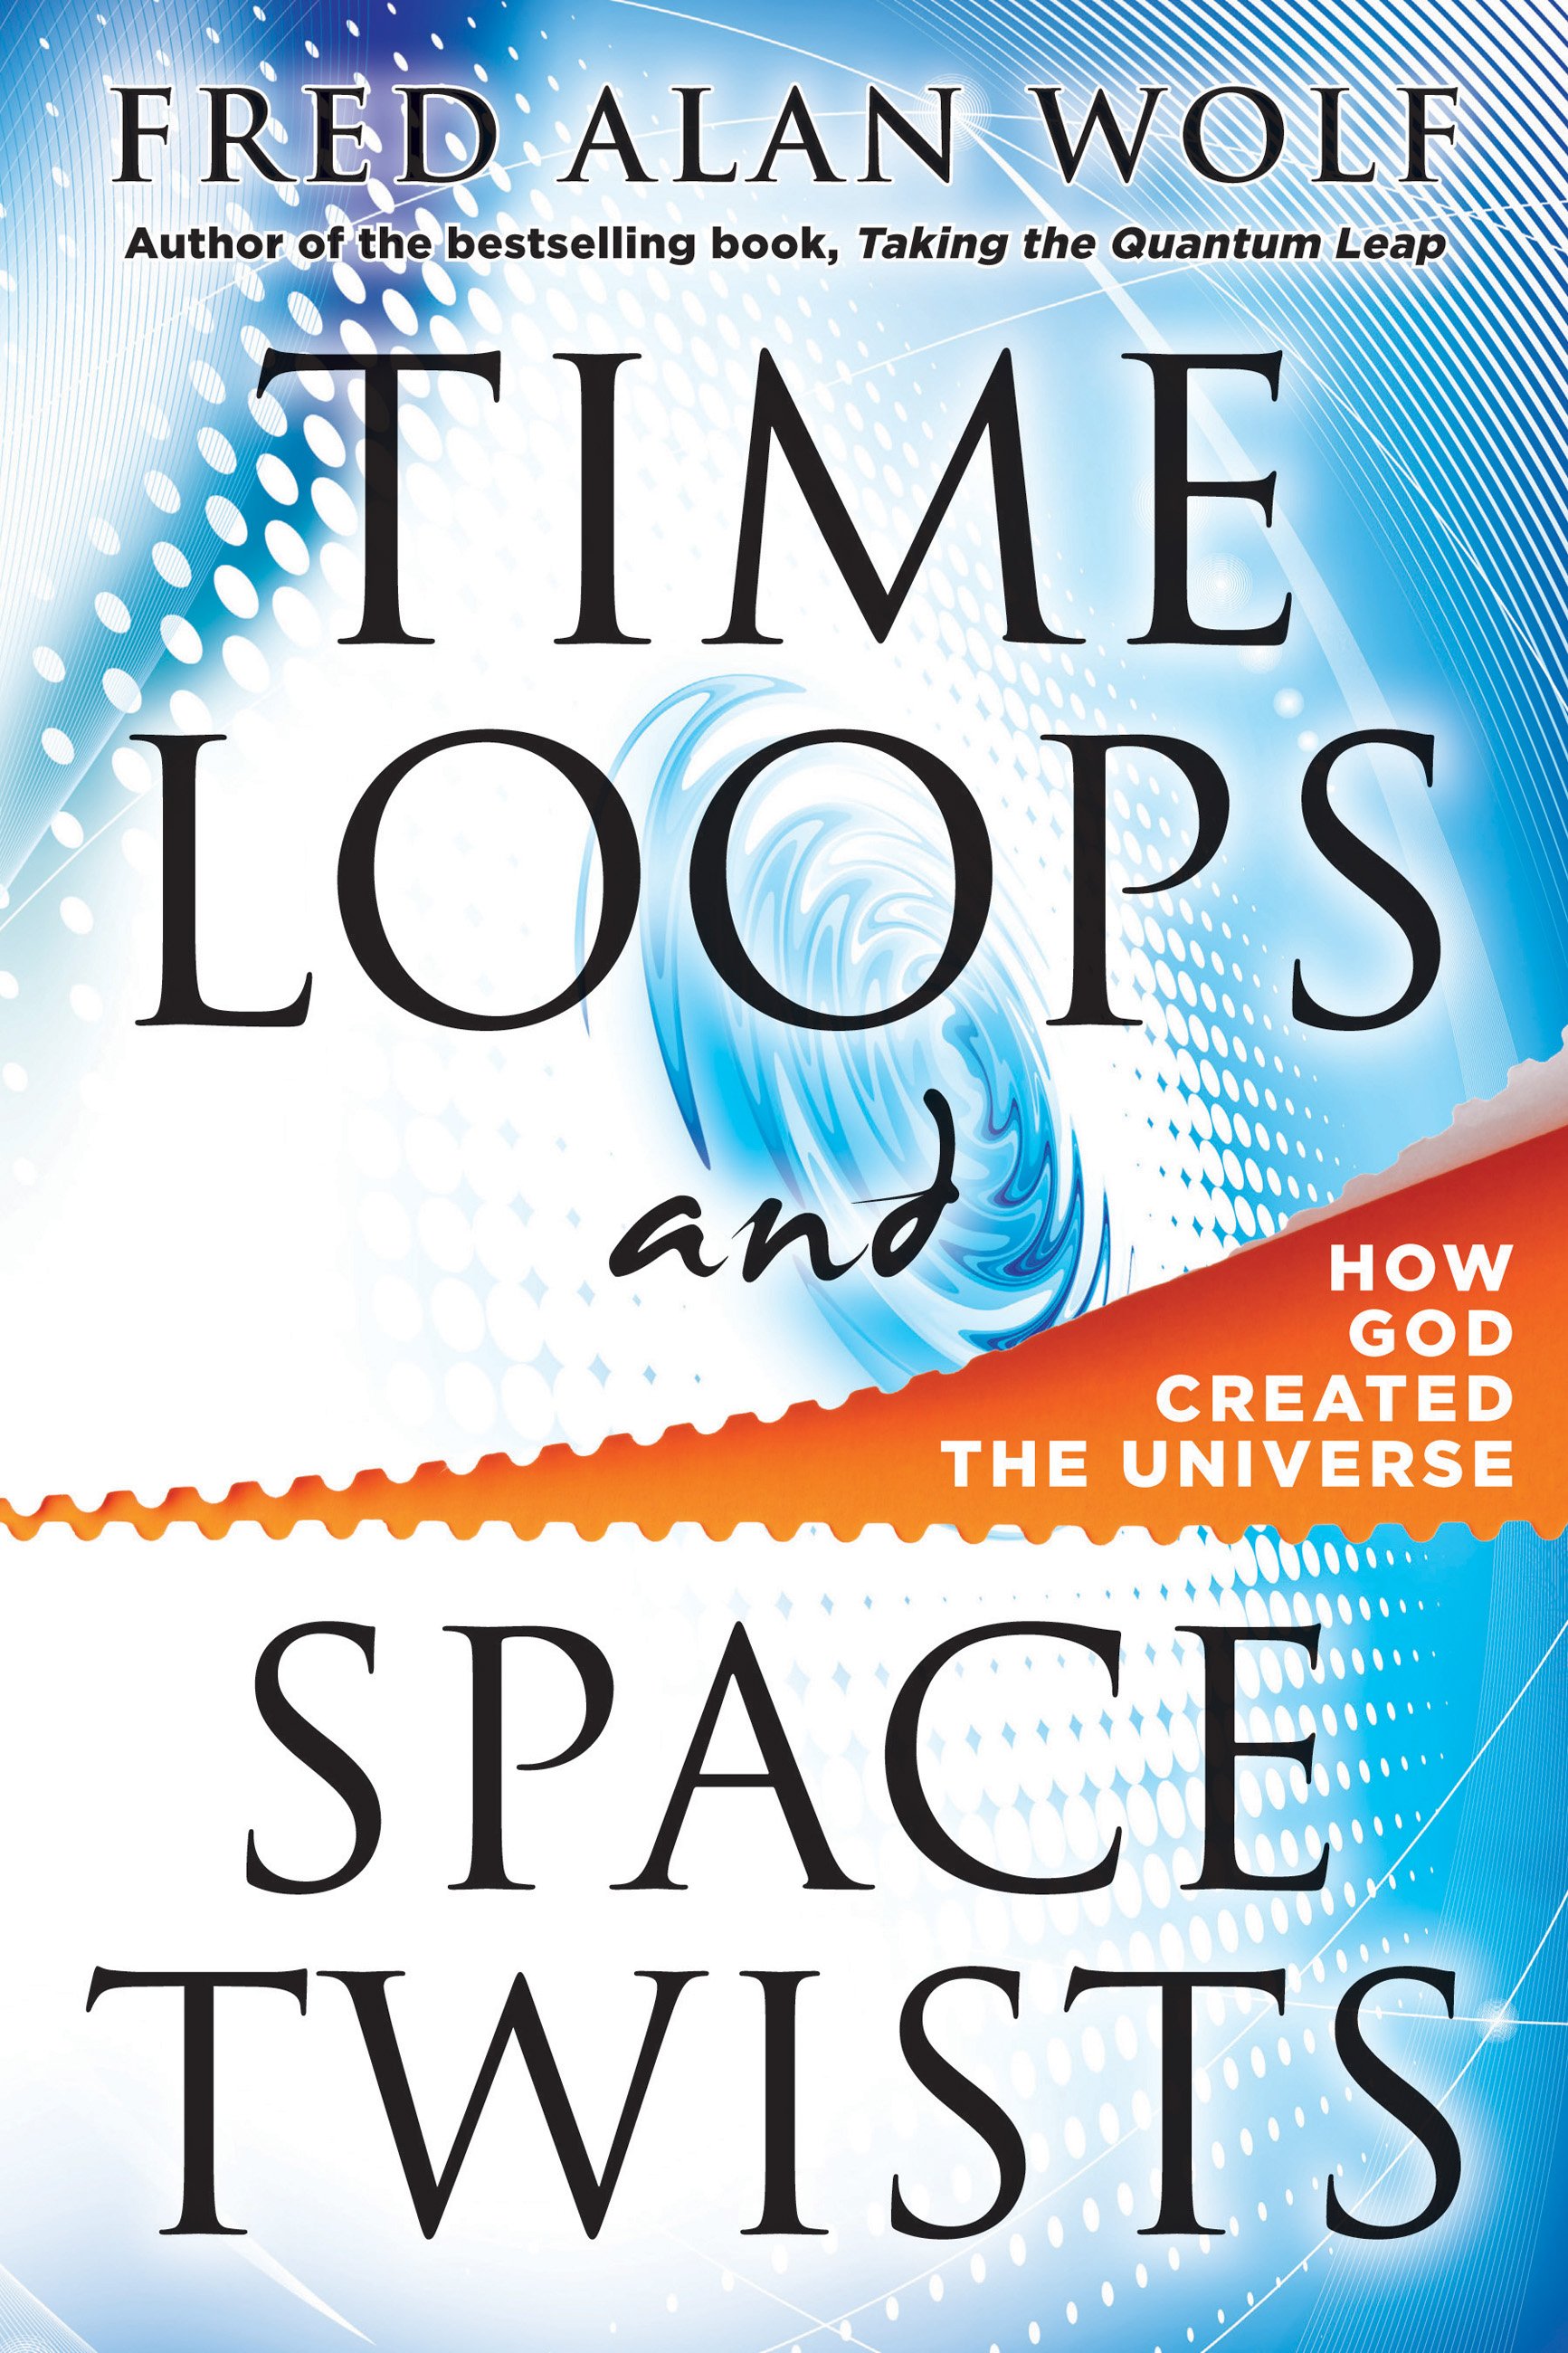 FRED ALAN WOLF
Author of the bestselling book, Taking the Quantum Leap
TIME
LOOPS
and
HOW
GOD
CREATED
THE UNIVERSE
SPACE
TWISTS